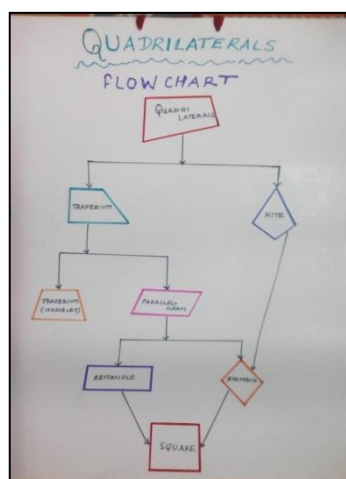 QUADRILATERALS
FLOW CHART
QUADRI
LATERALS
TRAPEZIUM
KITE
TRAPEZIUM
(ISOSCELES)
PARALLELO
GRAM
RECTANGLE
RHOMBUS
SQUARE